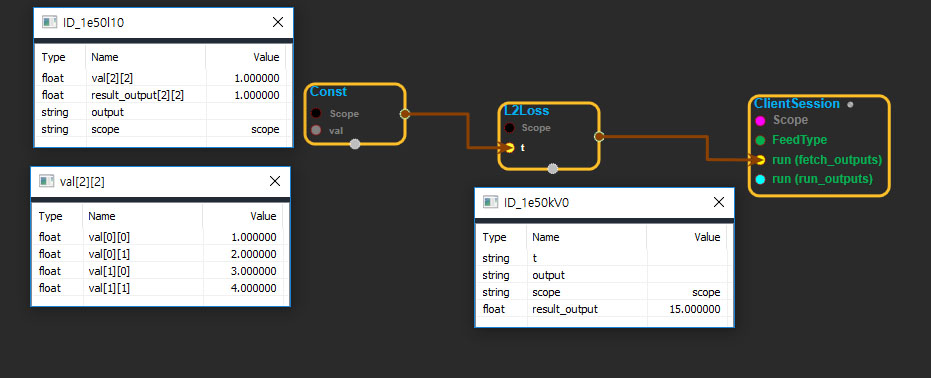 ID_1e50l10
Type Name Value
float val[2][2] 1.000000
float result_output[2][2] 1.000000
string output
string scope scope
val[2][2]
Type Name Value
float val[0][0] 1.000000
float val[0][1] 2.000000
float val[1][0] 3.000000
float val[1][1] 4.000000
Const
Scope
val
L2Loss
Scope
t
ID_1e50kV0
Type Name Value
string t
string output
string scope scope
float result_output 15.000000
ClientSession
Scope
FeedType
run (fetch_outputs)
run (run_outputs)